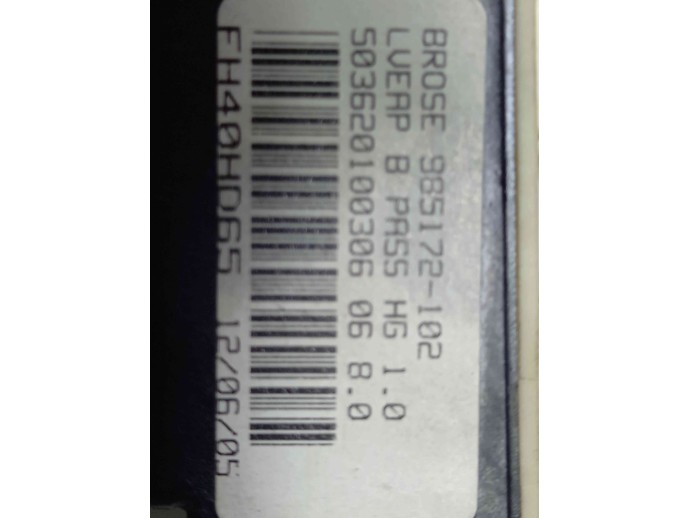 BROSE 985172-102
LVEAP B PASS HG 1.0
503620100306 06 8.0
FH40HD65 12/06/05